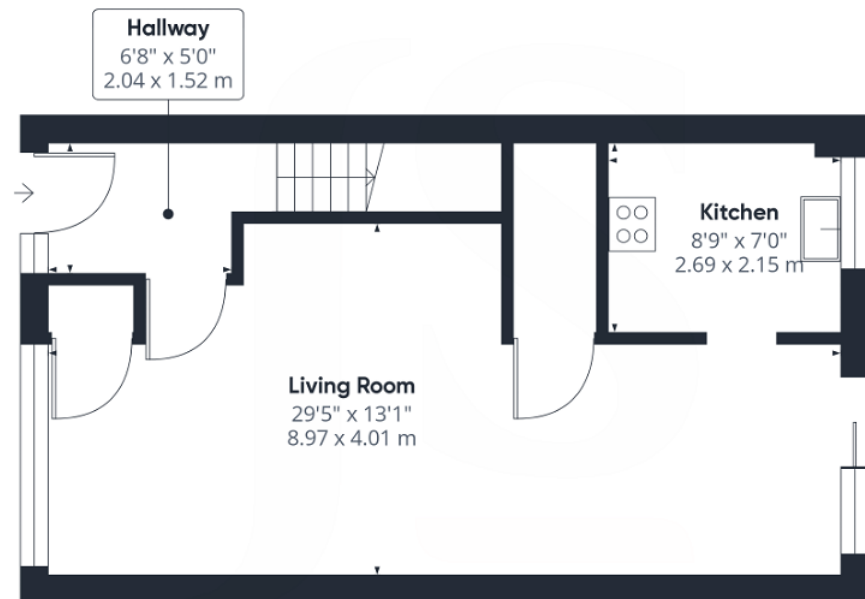 Hallway
6'8" x 5'0"
2.04 x 1.52 m
Kitchen
8'9" x 7'0"
2.69 x 2.15 m
Living Room
29'5" x 13'1"
8.97 x 4.01 m